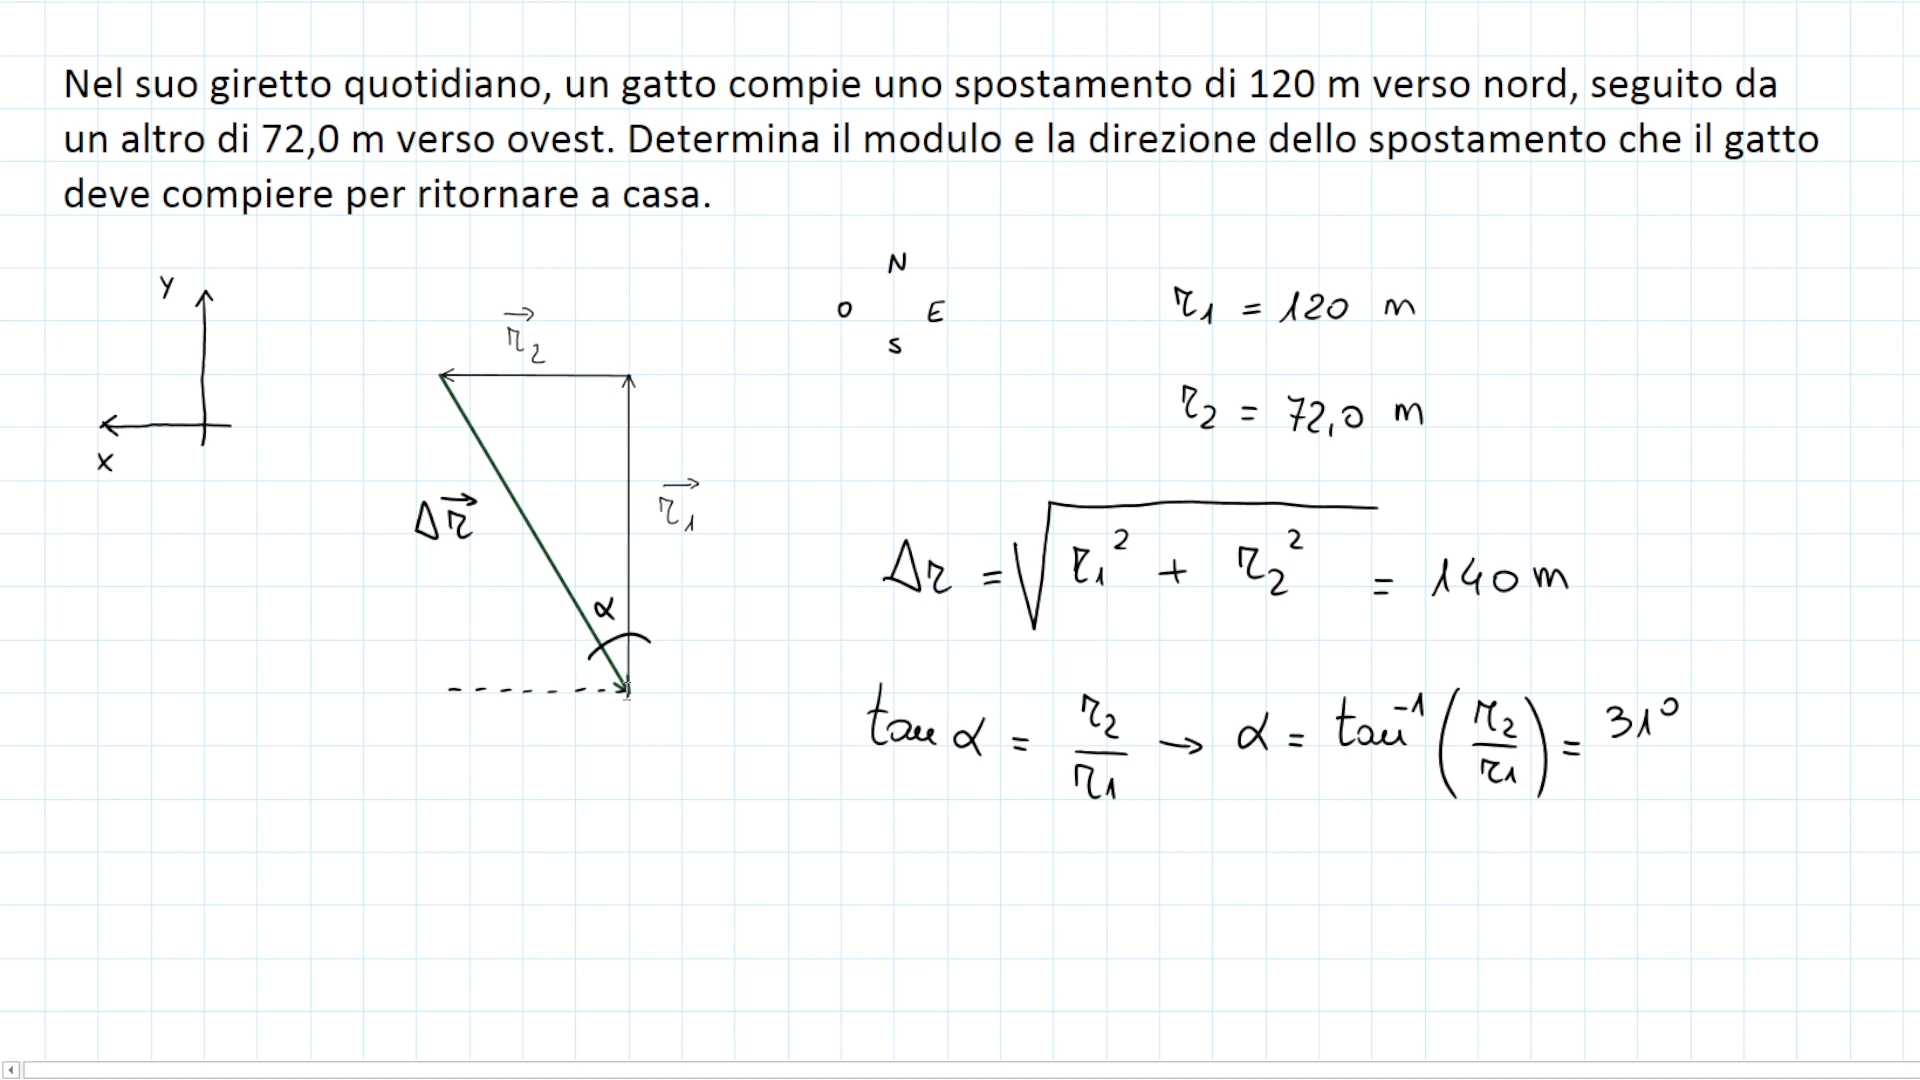 Nel suo giretto quotidiano, un gatto compie uno spostamento di 120 m verso nord, seguito da
un altro di 72,0 m verso ovest. Determina il modulo e la direzione dello spostamento che il gatto
deve compiere per ritornare a casa.
N
O E
S
y
x
r⃗₂
r⃗₁
Δr⃗
α
r₁ = 120 m
r₂ = 72,0 m
Δr = √(r₁² + r₂²) = 140 m
tan α = r₂/r₁ → α = tan⁻¹(r₂/r₁) = 31°